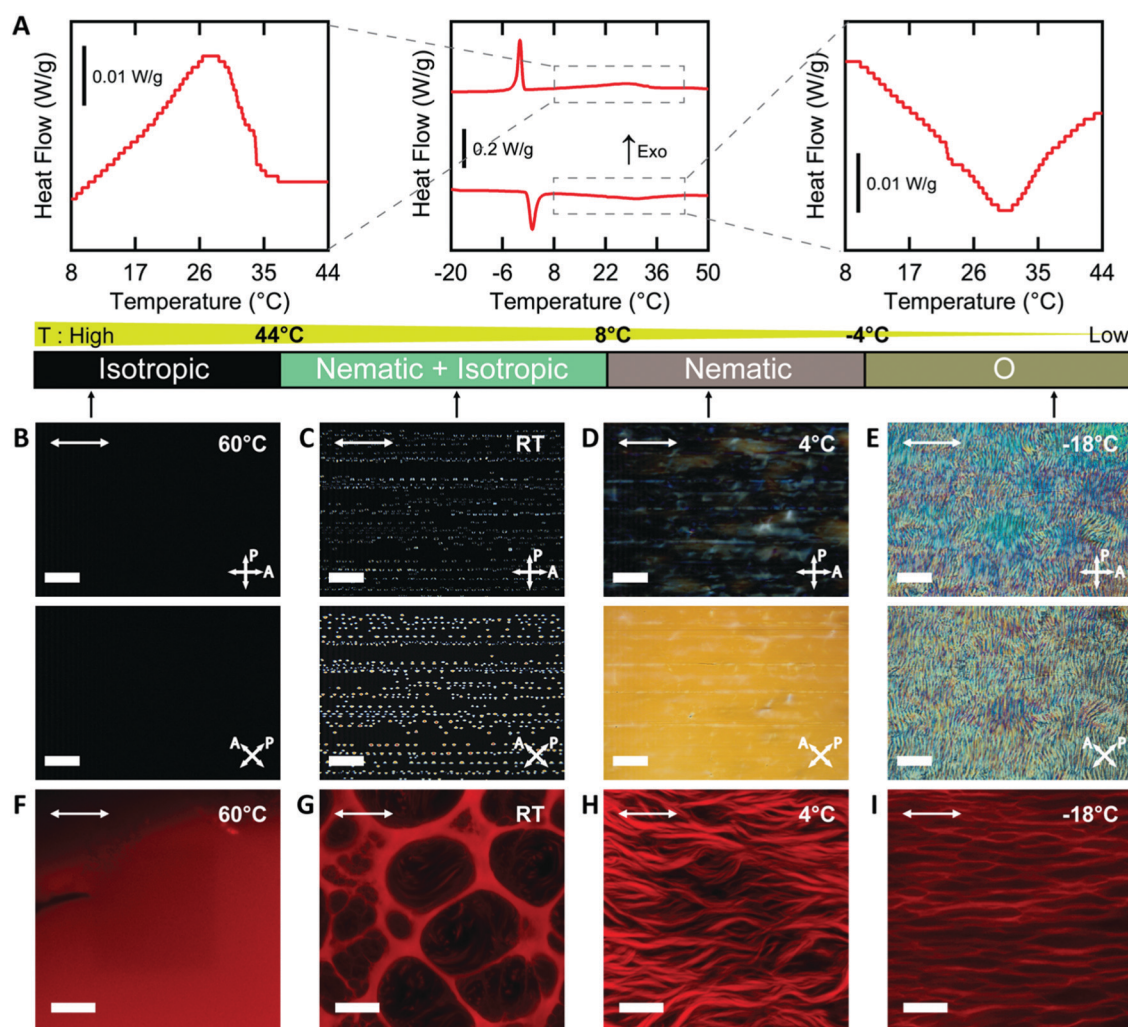 A
Heat Flow (W/g)
0.01 W/g
8 17 26 35 44
Temperature (°C)
Heat Flow (W/g)
0.2 W/g
Exo
-20 -6 8 22 36 50
Temperature (°C)
Heat Flow (W/g)
0.01 W/g
8 17 26 35 44
Temperature (°C)
T : High 44°C 8°C -4°C Low
Isotropic Nematic + Isotropic Nematic O
B 60°C
P
A
A P
C RT
P
A
A P
D 4°C
P
A
A P
E -18°C
P
A
A P
F 60°C
G RT
H 4°C
I -18°C